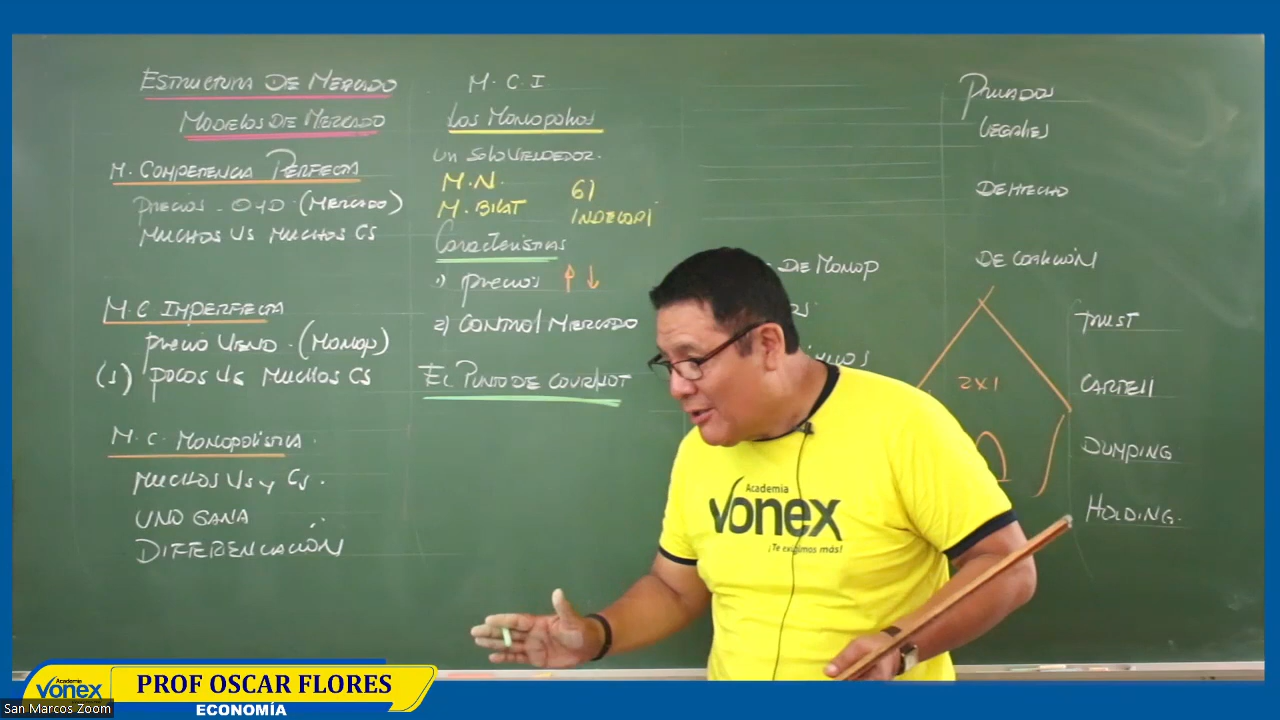 ESTRUCTURA DE MERCADO
MODELOS DE MERCADO
M. COMPETENCIA PERFECTA
PRECIOS - O Y D · (MERCADO)
MUCHOS Vs MUCHOS Cs
M.C IMPERFECTA
PRECIO VEND · (MONOP)
(1) POCOS Vs MUCHOS Cs
M. C. MONOPOLISTICA.
MUCHOS Vs y Cs.
UNO GANA
DIFFERENCIACIÓN
M. C. I
Los Monopolios
UN SOLO VENDEDOR.
M. N.
M. BILAT
INDECOPI
Características
1) PRECIOS ↑ ↓
2) CONTROL MERCADO
EL PUNTO DE COURNOT
DE MONOP
PRIVADOS
LEGALES
DE HECHO
DE COALICIÓN
2X1
TRUST
CARTELL
DUMPING
HOLDING.
Academia
Vonex
¡Te exigimos más!
Academia
Vonex
PROF OSCAR FLORES
ECONOMÍA
San Marcos Zoom